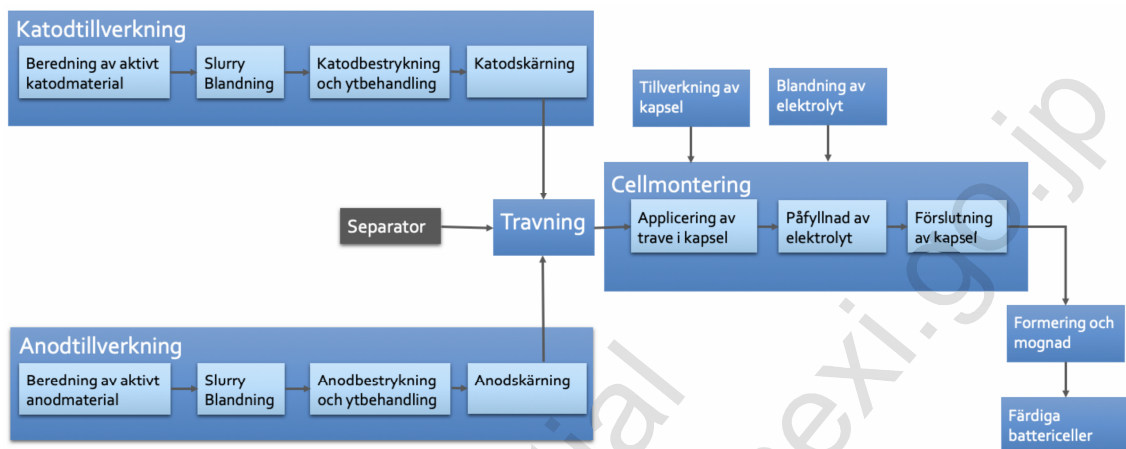 Katodtillverkning
Beredning av aktivt
katodmaterial
Slurry
Blandning
Katodbestrykning
och ytbehandling
Katodskärning
Tillverkning av
kapsel
Blandning av
elektrolyt
Separator
Travning
Cellmontering
Applicering av
trave i kapsel
Påfyllnad av
elektrolyt
Förslutning
av kapsel
Anodtillverkning
Beredning av aktivt
anodmaterial
Slurry
Blandning
Anodbestrykning
och ytbehandling
Anodskärning
Formering och
mognad
Färdiga
battericeller